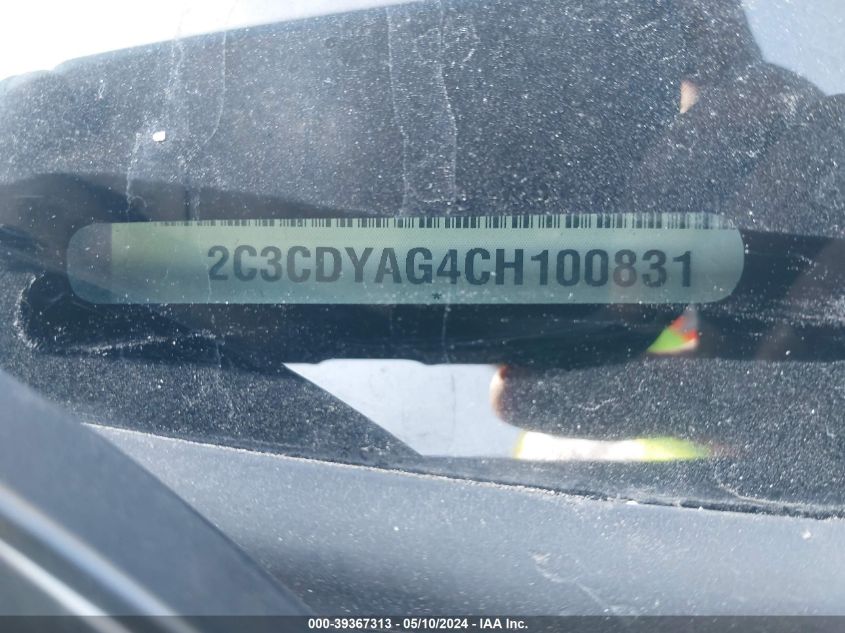 2C3CDYAG4CH100831
*
000-39367313 - 05/10/2024 - IAA Inc.